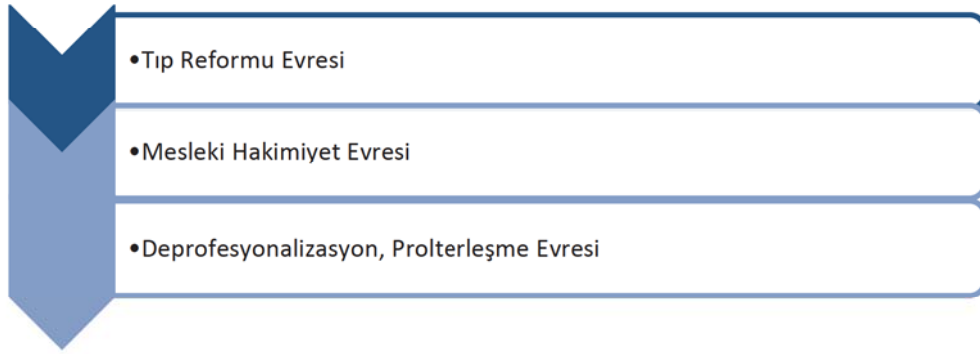 •Tıp Reformu Evresi
•Mesleki Hakimiyet Evresi
•Deprofesyonalizasyon, Prolterleşme Evresi